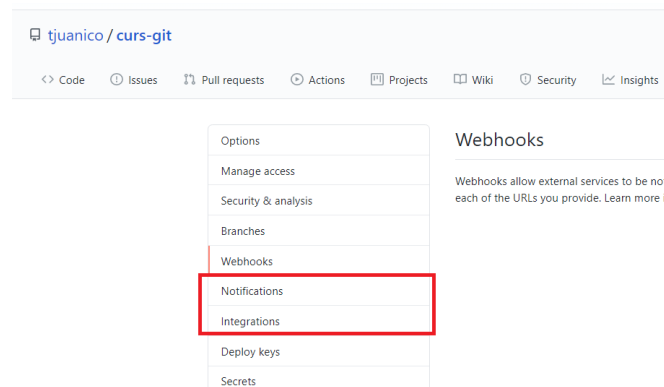 tjuanico / curs-git
Code Issues Pull requests Actions Projects Wiki Security Insights
Options
Manage access
Security & analysis
Branches
Webhooks
Notifications
Integrations
Deploy keys
Secrets
Webhooks
Webhooks allow external services to be
each of the URLs you provide. Learn more